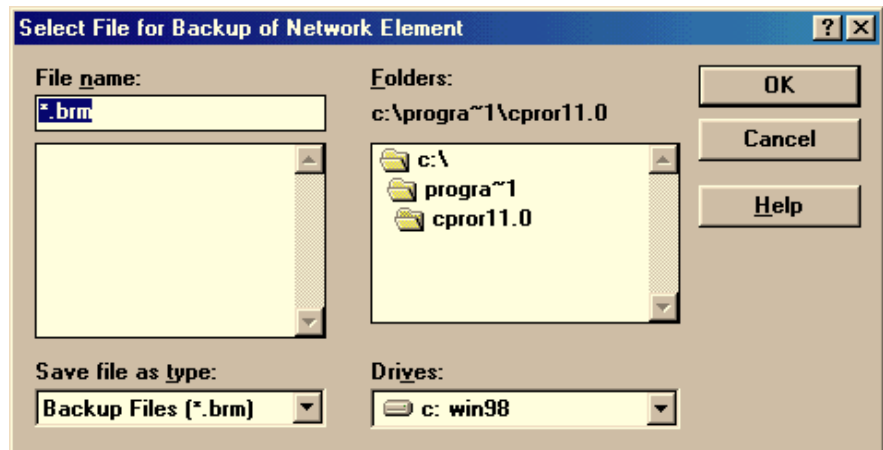 Select File for Backup of Network Element
File name:
*.brm
Folders:
c:\progra~1\cpror11.0
c:\
progra~1
cpror11.0
OK
Cancel
Help
Save file as type:
Backup Files (*.brm)
Drives:
c: win98